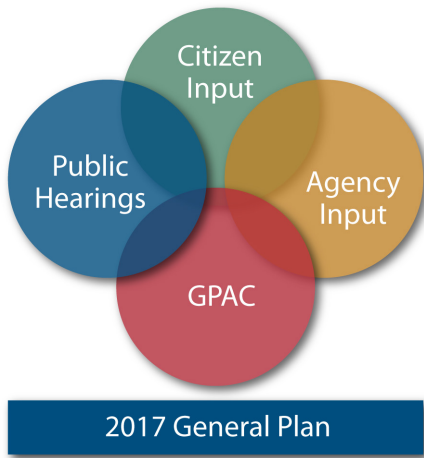 Citizen
Input
Public
Hearings
Agency
Input
GPAC
2017 General Plan